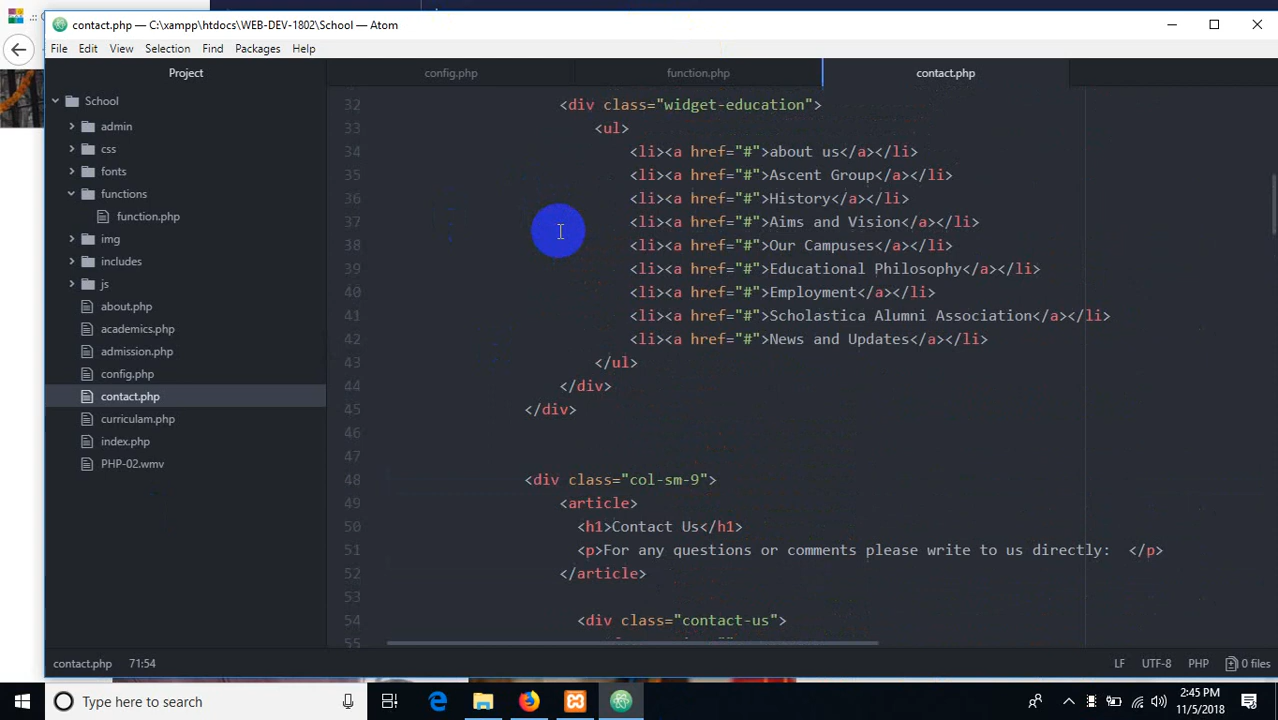 contact.php — C:\xampp\htdocs\WEB-DEV-1802\School — Atom
File Edit View Selection Find Packages Help
Project
config.php function.php contact.php
School
admin
css
fonts
functions
function.php
img
includes
js
about.php
academics.php
admission.php
config.php
contact.php
curriculam.php
index.php
PHP-02.wmv
32 <div class="widget-education">
33 <ul>
34 <li><a href="#">about us</a></li>
35 <li><a href="#">Ascent Group</a></li>
36 <li><a href="#">History</a></li>
37 <li><a href="#">Aims and Vision</a></li>
38 <li><a href="#">Our Campuses</a></li>
39 <li><a href="#">Educational Philosophy</a></li>
40 <li><a href="#">Employment</a></li>
41 <li><a href="#">Scholastica Alumni Association</a></li>
42 <li><a href="#">News and Updates</a></li>
43 </ul>
44 </div>
45 </div>
46
47
48 <div class="col-sm-9">
49 <article>
50 <h1>Contact Us</h1>
51 <p>For any questions or comments please write to us directly:  </p>
52 </article>
53
54 <div class="contact-us">
55
contact.php 71:54 LF UTF-8 PHP 0 files
Type here to search
2:45 PM
11/5/2018